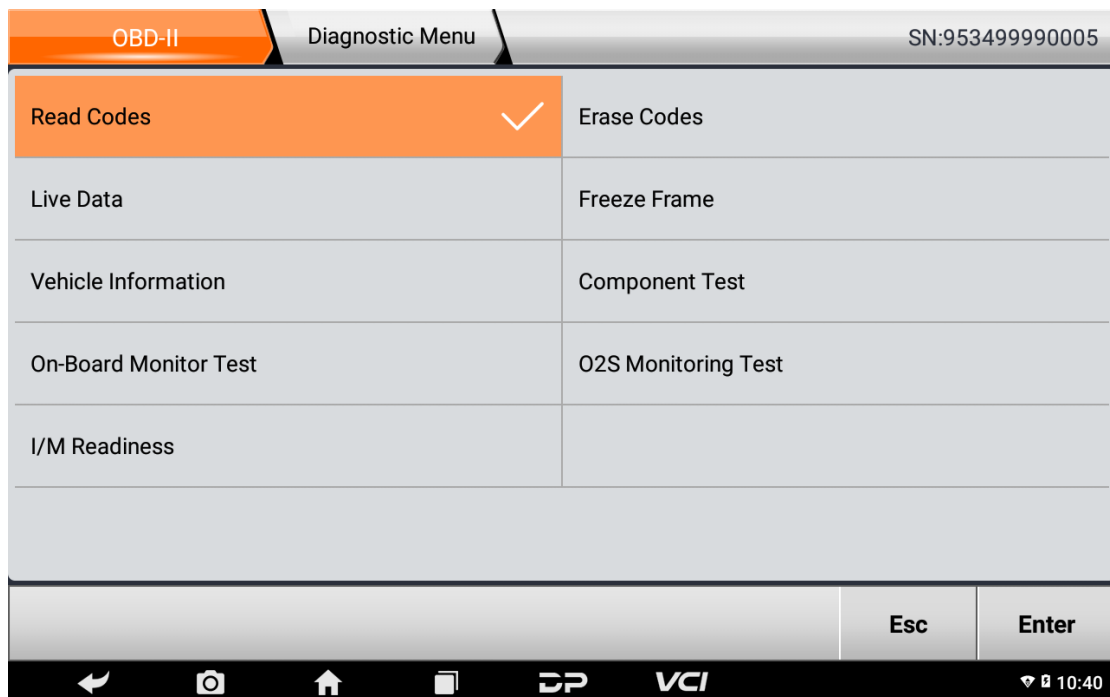 OBD-II Diagnostic Menu SN:953499990005
Read Codes Erase Codes
Live Data Freeze Frame
Vehicle Information Component Test
On-Board Monitor Test O2S Monitoring Test
I/M Readiness
Esc Enter
DP VCI 10:40